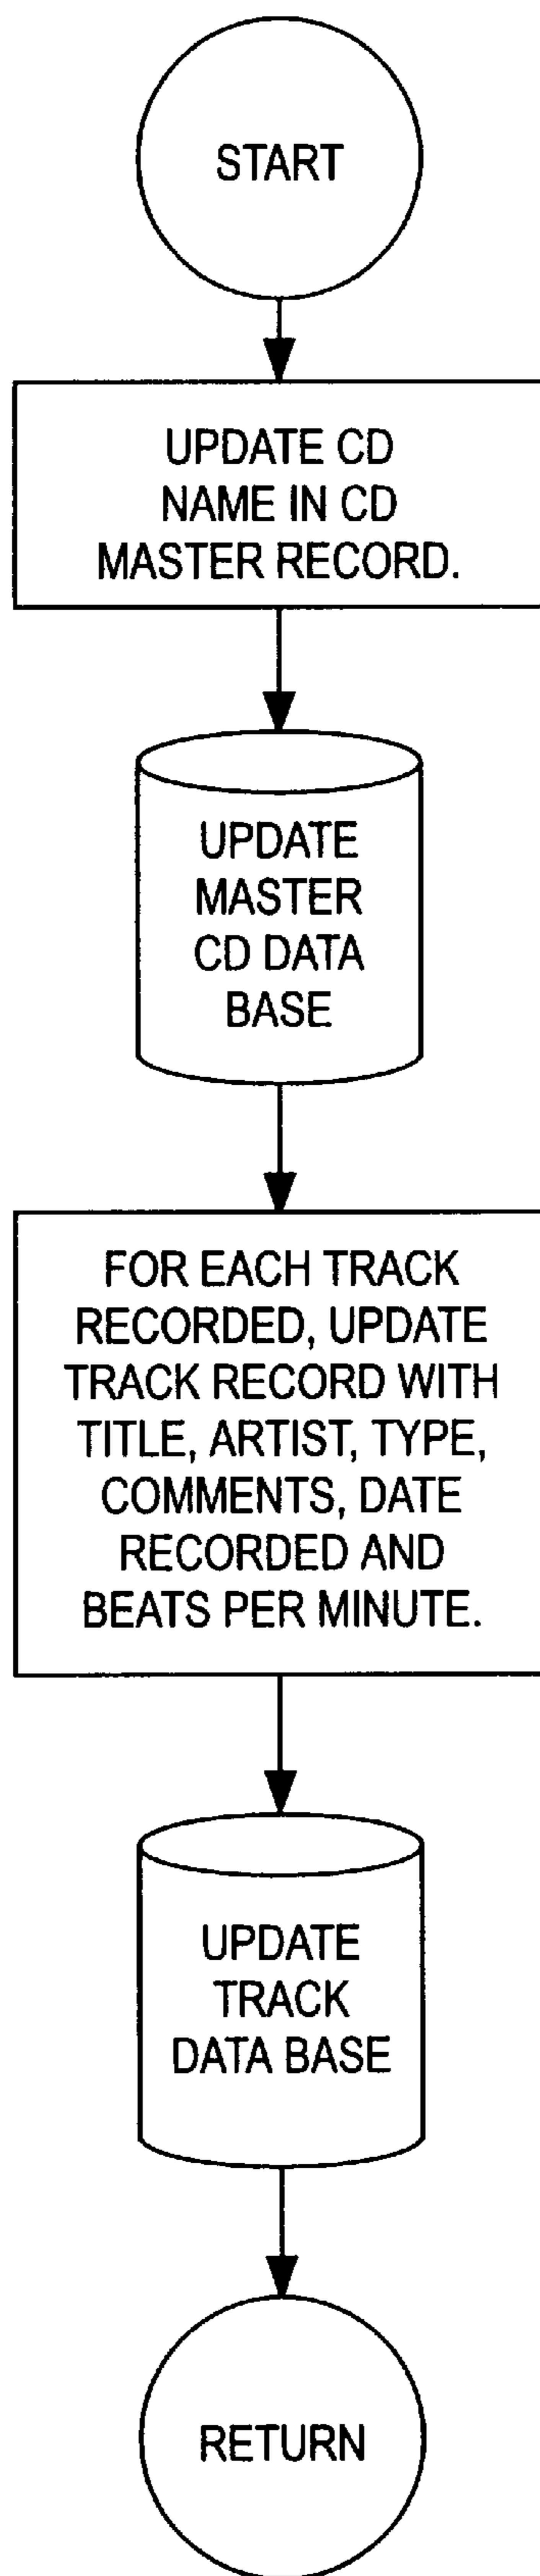 START
UPDATE CD
NAME IN CD
MASTER RECORD.
UPDATE
MASTER
CD DATA
BASE
FOR EACH TRACK
RECORDED, UPDATE
TRACK RECORD WITH
TITLE, ARTIST, TYPE,
COMMENTS, DATE
RECORDED AND
BEATS PER MINUTE.
UPDATE
TRACK
DATA BASE
RETURN